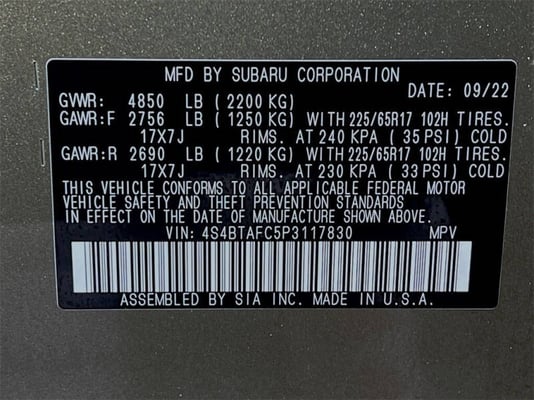 MFD BY SUBARU CORPORATION
DATE: 09/22
GVWR: 4850 LB (2200 KG)
GAWR:F 2756 LB (1250 KG) WITH 225/65R17 102H TIRES.
17X7J RIMS. AT 240 KPA (35 PSI) COLD
GAWR:R 2690 LB (1220 KG) WITH 225/65R17 102H TIRES.
17X7J RIMS. AT 230 KPA (33 PSI) COLD
THIS VEHICLE CONFORMS TO ALL APPLICABLE FEDERAL MOTOR
VEHICLE SAFETY AND THEFT PREVENTION STANDARDS IN
EFFECT ON THE DATE OF MANUFACTURE SHOWN ABOVE.
VIN: 4S4BTAFC5P3117830 MPV
ASSEMBLED BY SIA INC. MADE IN U.S.A.